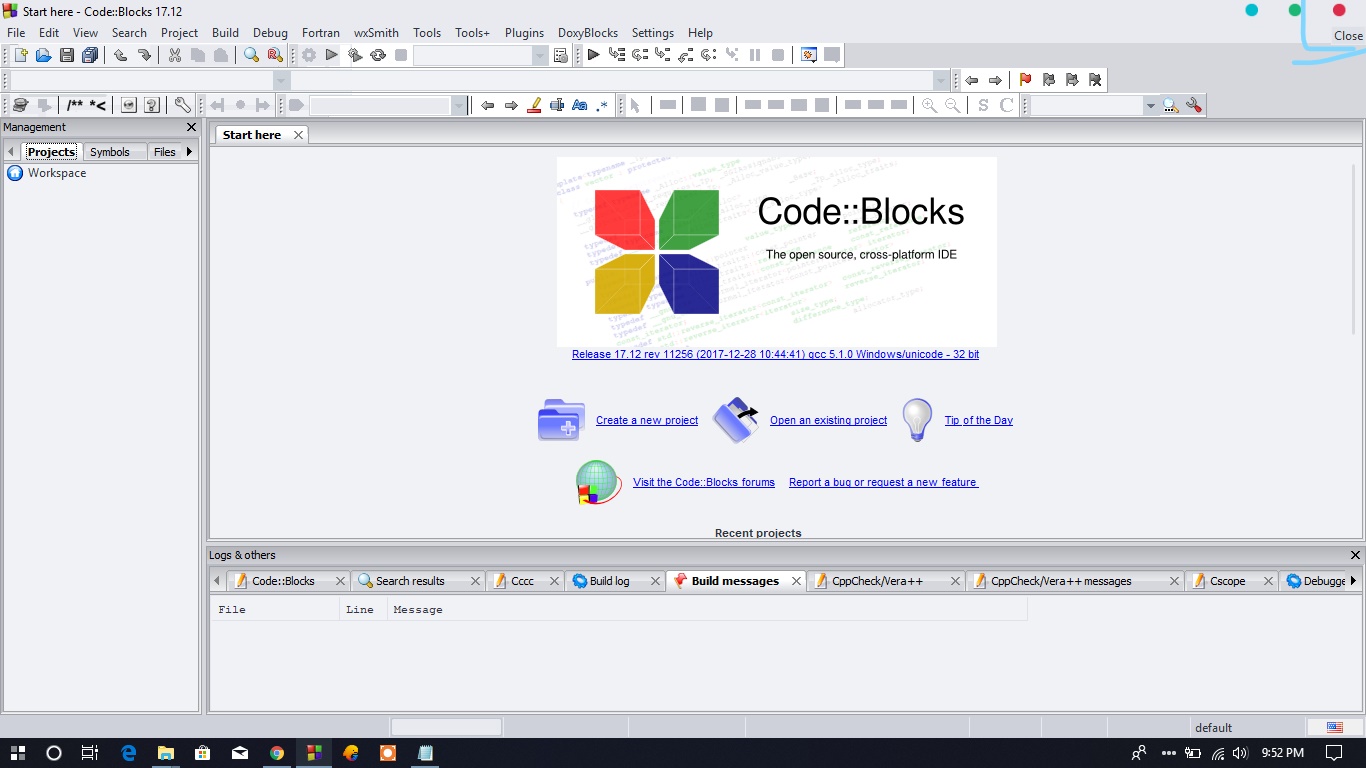 Start here - Code::Blocks 17.12
Close
File Edit View Search Project Build Debug Fortran wxSmith Tools Tools+ Plugins DoxyBlocks Settings Help
/** *< Aa .* S C
Management
Projects Symbols Files
Workspace
Start here
Code::Blocks
The open source, cross-platform IDE
Release 17.12 rev 11256 (2017-12-28 10:44:41) gcc 5.1.0 Windows/unicode - 32 bit
Create a new project Open an existing project Tip of the Day
Visit the Code::Blocks forums Report a bug or request a new feature
Recent projects
Logs & others
Code::Blocks Search results Cccc Build log Build messages CppCheck/Vera++ CppCheck/Vera++ messages Cscope Debugge
File Line Message
default
9:52 PM